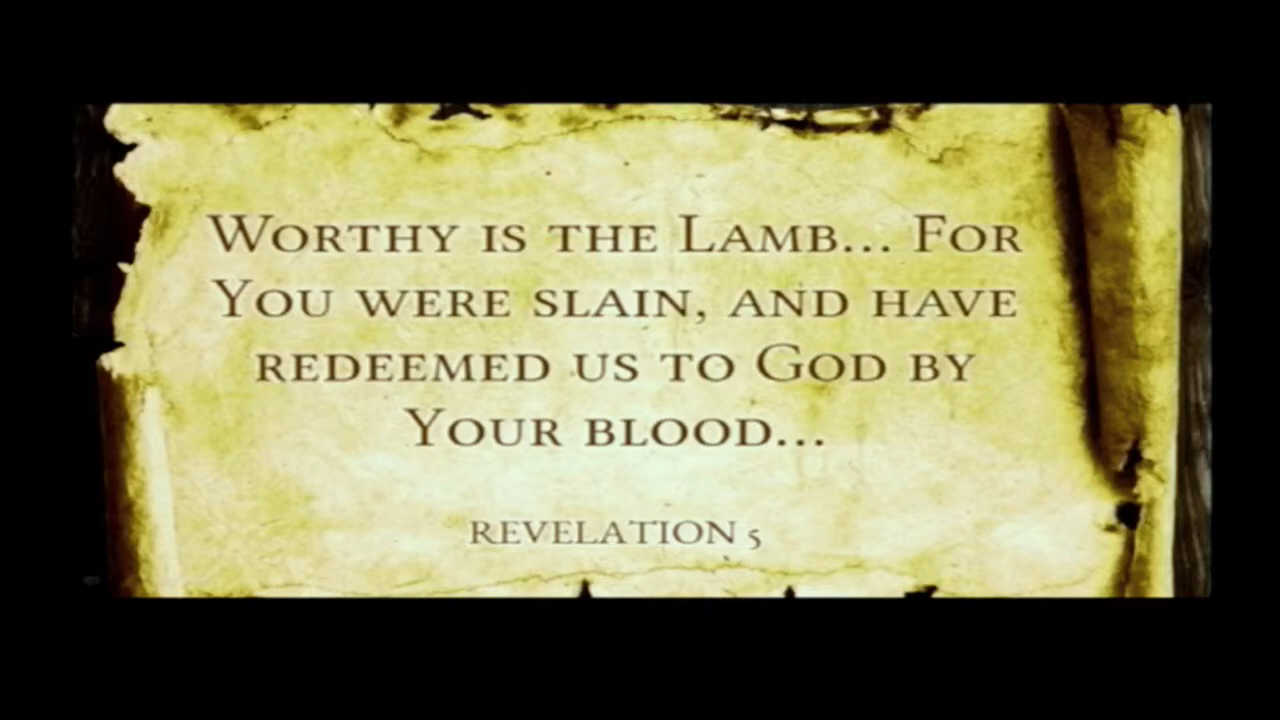 Worthy is the Lamb... For
You were slain, and have
redeemed us to God by
Your blood...
Revelation 5